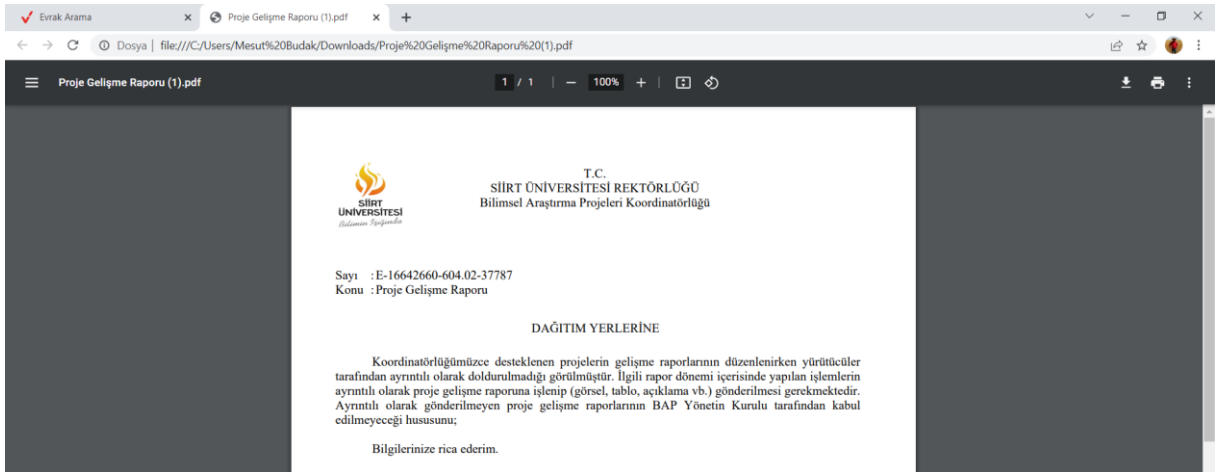 Evrak Arama
Proje Gelişme Raporu (1).pdf
Dosya | file:///C:/Users/Mesut%20Budak/Downloads/Proje%20Gelişme%20Raporu%20(1).pdf
Proje Gelişme Raporu (1).pdf
1 / 1 | − 100% + |
SİİRT
ÜNİVERSİTESİ
Bilimin Işığında
T.C.
SİİRT ÜNİVERSİTESİ REKTÖRLÜĞÜ
Bilimsel Araştırma Projeleri Koordinatörlüğü
Sayı : E-16642660-604.02-37787
Konu : Proje Gelişme Raporu
DAĞITIM YERLERİNE
Koordinatörlüğümüzce desteklenen projelerin gelişme raporlarının düzenlenirken yürütücüler
tarafından ayrıntılı olarak doldurulmadığı görülmüştür. İlgili rapor dönemi içerisinde yapılan işlemlerin
ayrıntılı olarak proje gelişme raporuna işlenip (görsel, tablo, açıklama vb.) gönderilmesi gerekmektedir.
Ayrıntılı olarak gönderilmeyen proje gelişme raporlarının BAP Yönetin Kurulu tarafından kabul
edilmeyeceği hususunu;
Bilgilerinize rica ederim.